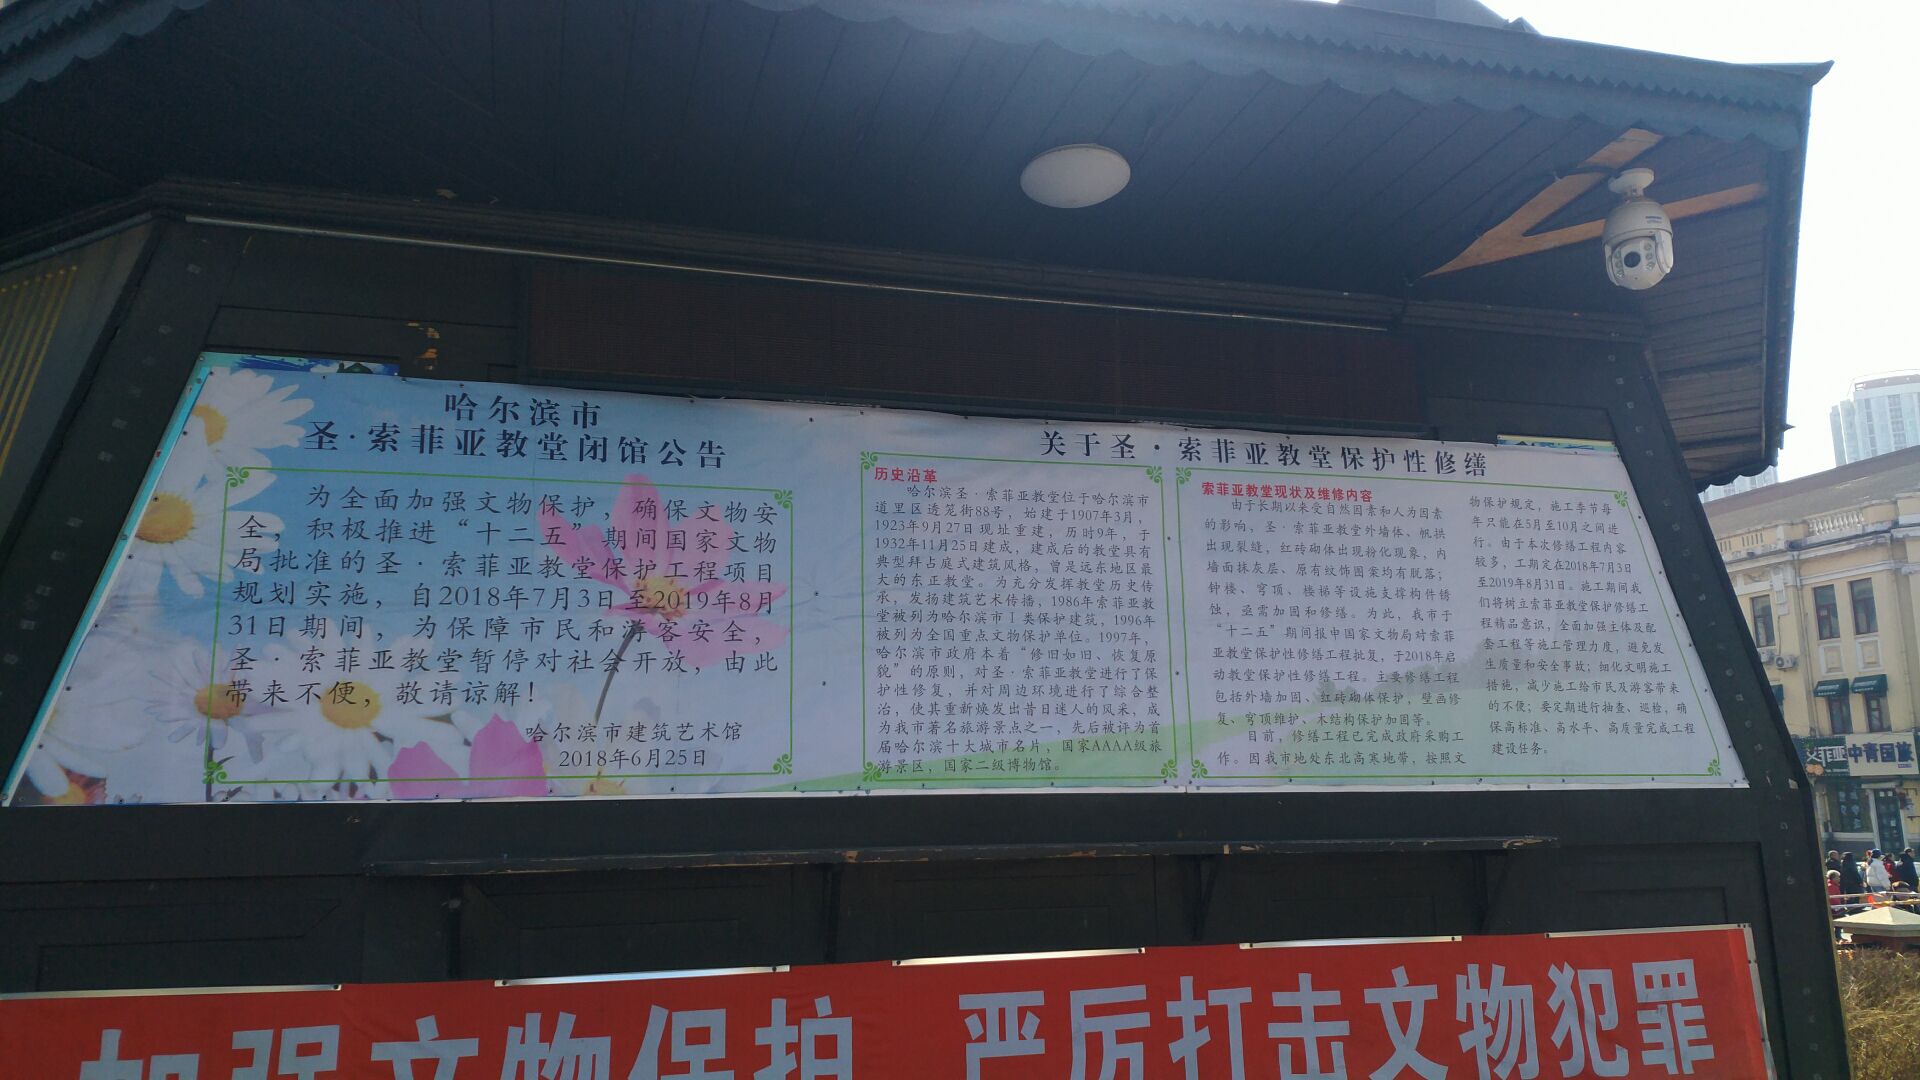 哈尔滨市
圣·索菲亚教堂闭馆公告
为全面加强文物保护，确保文物安
全，积极推进“十二五”期间国家文物
局批准的圣·索菲亚教堂保护工程项目
规划实施，自2018年7月3日至2019年8月
31日期间，为保障市民和游客安全，
圣·索菲亚教堂暂停对社会开放，由此
带来不便，敬请谅解！
哈尔滨市建筑艺术馆
2018年6月25日
关于圣·索菲亚教堂保护性修缮
历史沿革
哈尔滨圣·索菲亚教堂位于哈尔滨市
道里区透笼街88号，始建于1907年3月，
1923年9月27日现址重建，历时9年，于
1932年11月25日建成，建成后的教堂具有
典型拜占庭式建筑风格，曾是远东地区最
大的东正教堂。为充分发挥教堂历史传
承，发扬建筑艺术传播，1986年索菲亚教
堂被列为哈尔滨市Ⅰ类保护建筑，1996年
被列为全国重点文物保护单位。1997年，
哈尔滨市政府本着“修旧如旧、恢复原
貌”的原则，对圣·索菲亚教堂进行了保
护性修复，并对周边环境进行了综合整
治，使其重新焕发出昔日迷人的风采，成
为我市著名旅游景点之一，先后被评为首
届哈尔滨十大城市名片，国家AAAA级旅
游景区，国家二级博物馆。
索菲亚教堂现状及维修内容
由于长期以来受自然因素和人为因素
的影响，圣·索菲亚教堂外墙体、帆拱
出现裂缝，红砖砌体出现粉化现象，内
墙面抹灰层、原有纹饰图案均有脱落；
钟楼、穹顶、楼梯等设施支撑构件锈
蚀，亟需加固和修缮。为此，我市于
“十二五”期间报申国家文物局对索菲
亚教堂保护性修缮工程批复，于2018年启
动教堂保护性修缮工程。主要修缮工程
包括外墙加固、红砖砌体保护，壁画修
复、穹顶维护、木结构保护加固等。
目前，修缮工程已完成政府采购工
作。因我市地处东北高寒地带，按照文
物保护规定，施工季节每
年只能在5月至10月之间进
行。由于本次修缮工程内容
较多，工期定在2018年7月3日
至2019年8月31日。施工期间我
们将树立索菲亚教堂保护修缮工
程精品意识，全面加强主体及配
套工程等施工管理力度，避免发
生质量和安全事故；细化文明施工
措施，减少施工给市民及游客带来
的不便；要定期进行抽查、巡检，确
保高标准、高水平、高质量完成工程
建设任务。
加强文物保护 严厉打击文物犯罪
中青国旅